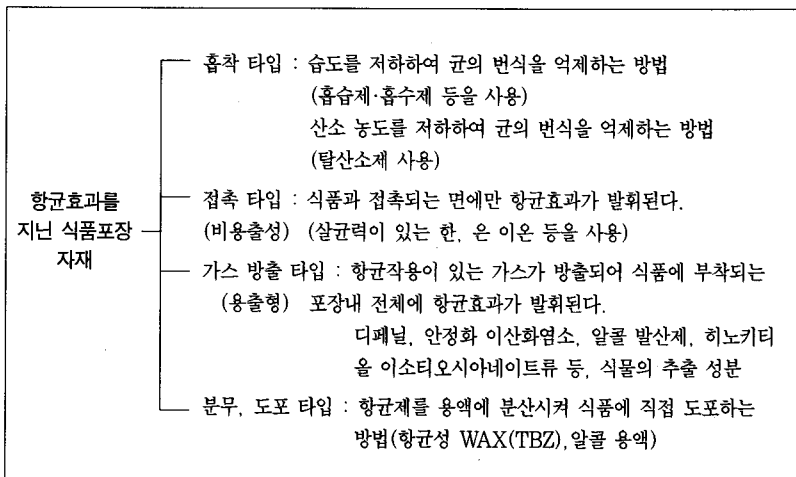 흡착 타입 : 습도를 저하하여 균의 번식을 억제하는 방법
(흡습제·흡수제 등을 사용)
산소 농도를 저하하여 균의 번식을 억제하는 방법
(탈산소제 사용)
항균효과를
지닌 식품포장
자재
접촉 타입 : 식품과 접촉되는 면에만 항균효과가 발휘된다.
(비용출성) (살균력이 있는 한, 은 이온 등을 사용)
가스 방출 타입 : 항균작용이 있는 가스가 방출되어 식품에 부착되는
(용출형) 포장내 전체에 항균효과가 발휘된다.
디페닐, 안정화 이산화염소, 알콜 발산제, 히노키티
올 이소티오시아네이트류 등, 식물의 추출 성분
분무, 도포 타입 : 항균제를 용액에 분산시켜 식품에 직접 도포하는
방법(항균성 WAX(TBZ),알콜 용액)